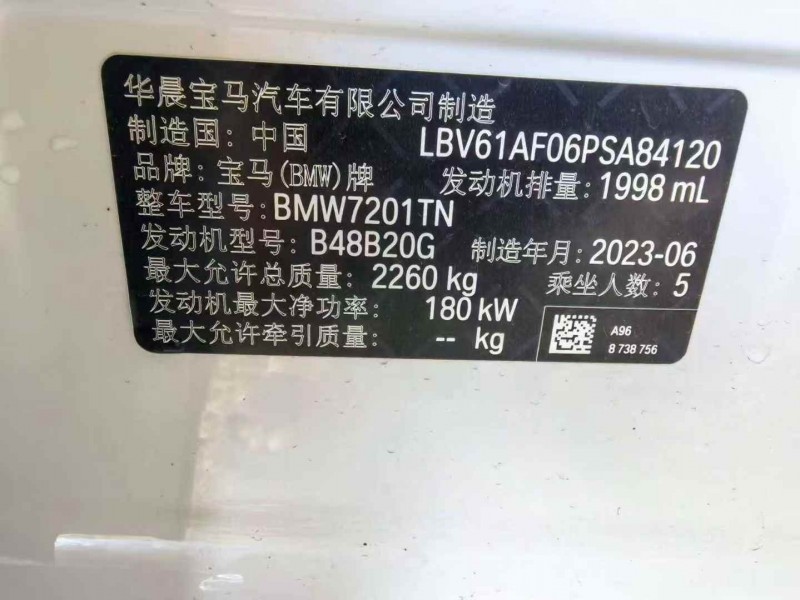 华晨宝马汽车有限公司制造
制造国: 中国 LBV61AF06PSA84120
品牌: 宝马(BMW)牌 发动机排量: 1998 mL
整车型号: BMW7201TN
发动机型号: B48B20G 制造年月: 2023-06
最大允许总质量: 2260 kg 乘坐人数: 5
发动机最大净功率: 180 kW
最大允许牵引质量: -- kg
A96
8 738 756